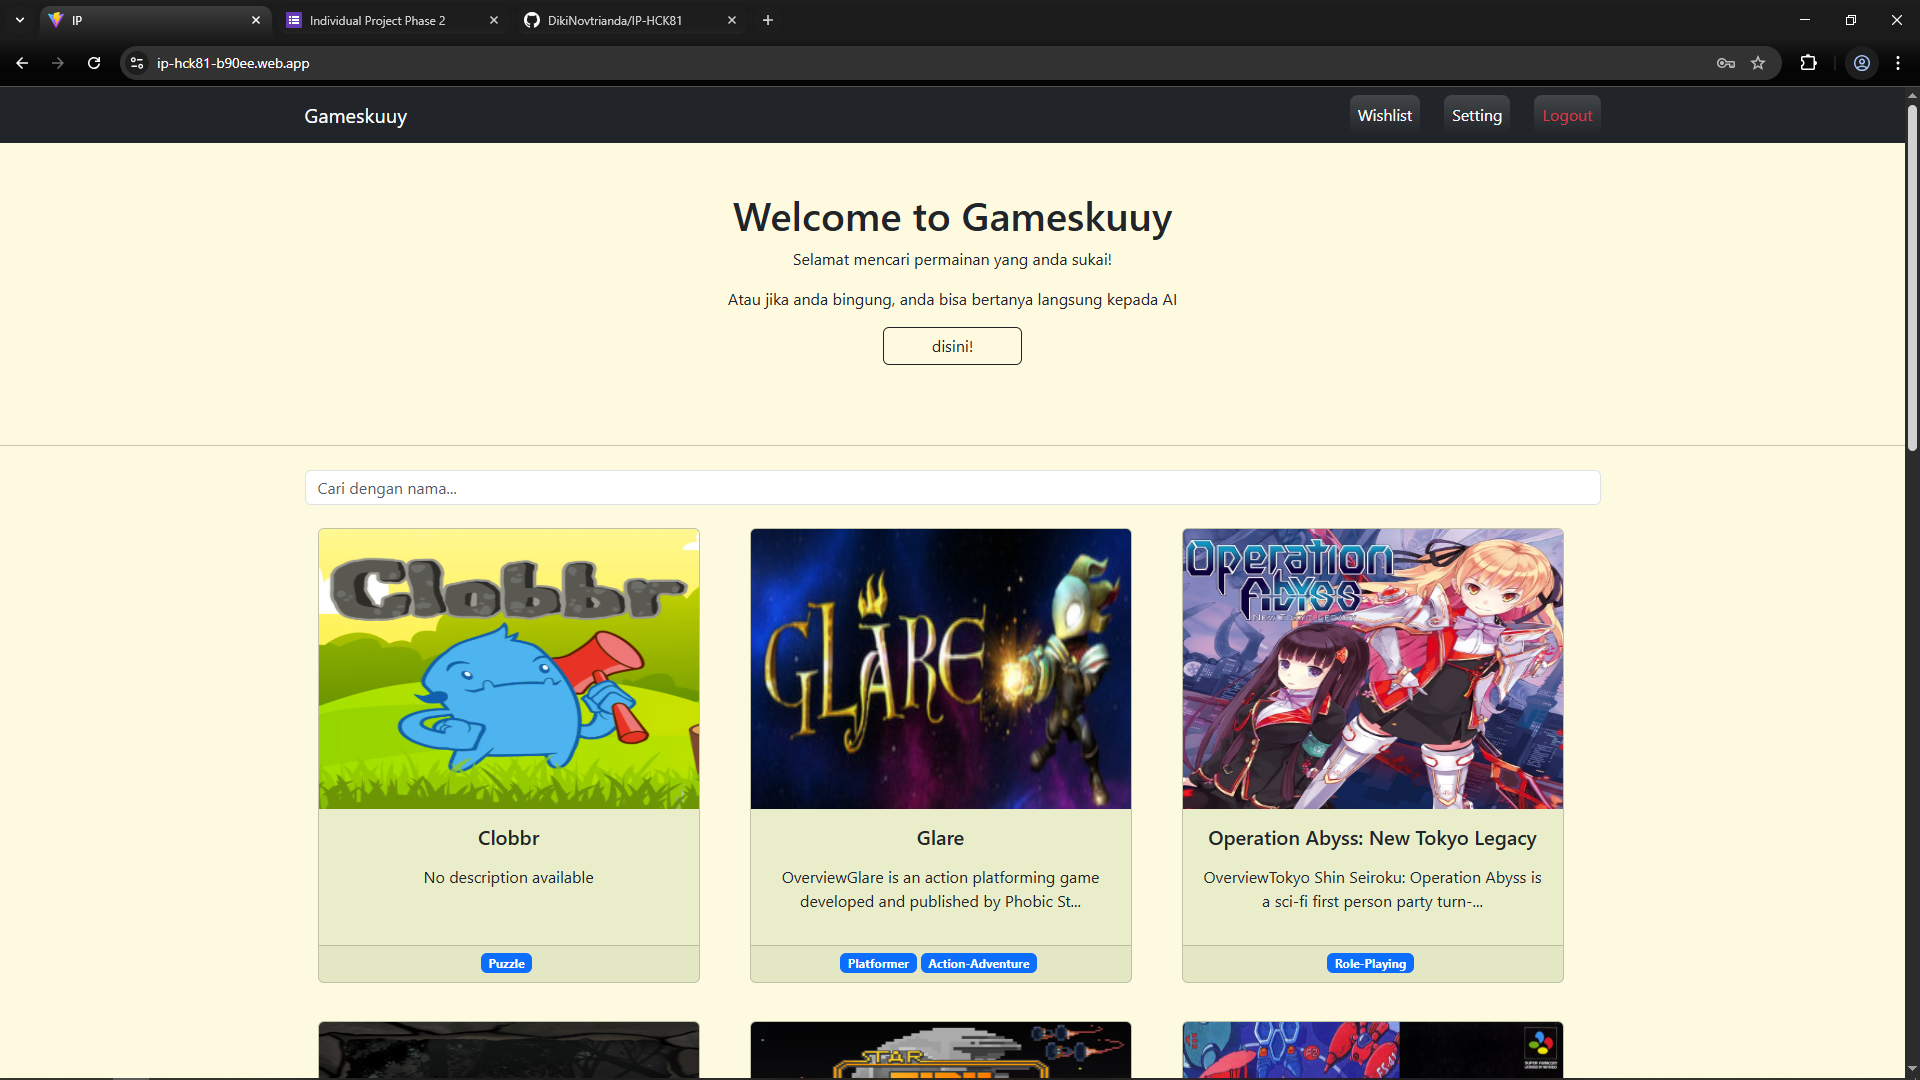 IP
Individual Project Phase 2
DikiNovtrianda/IP-HCK81
ip-hck81-b90ee.web.app
Gameskuuy
Wishlist
Setting
Logout
Welcome to Gameskuuy
Selamat mencari permainan yang anda sukai!
Atau jika anda bingung, anda bisa bertanya langsung kepada AI
disini!
Cari dengan nama...
Clobbr
GLARE
Operation
Abyss
NEW TOKYO LEGACY
Clobbr
No description available
Puzzle
Glare
OverviewGlare is an action platforming game
developed and published by Phobic St...
Platformer
Action-Adventure
Operation Abyss: New Tokyo Legacy
OverviewTokyo Shin Seiroku: Operation Abyss is
a sci-fi first person party turn-...
Role-Playing
STAR